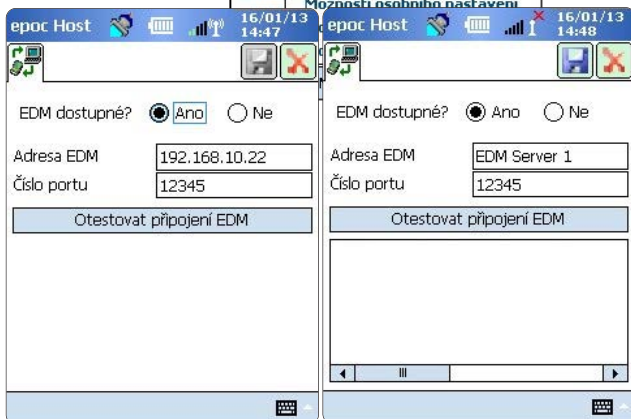 Možnosti osobního nastavení
epoc Host
16/01/13
14:47
EDM dostupné?
Ano
Ne
Adresa EDM
192.168.10.22
Číslo portu
12345
Otestovat připojení EDM
epoc Host
16/01/13
14:48
EDM dostupné?
Ano
Ne
Adresa EDM
EDM Server 1
Číslo portu
12345
Otestovat připojení EDM